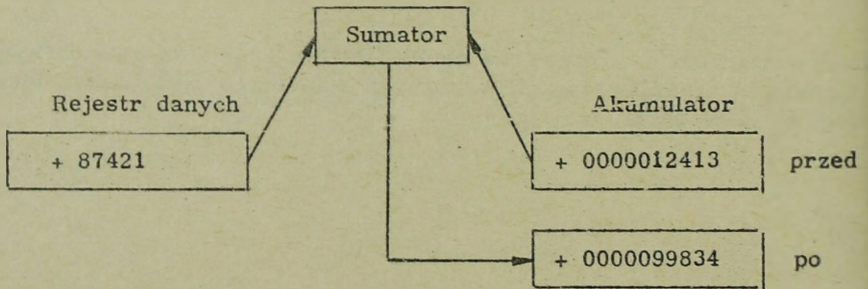 Sumator
Rejestr danych
Akumulator
+ 87421
+ 0000012413 przed
+ 0000099834 po